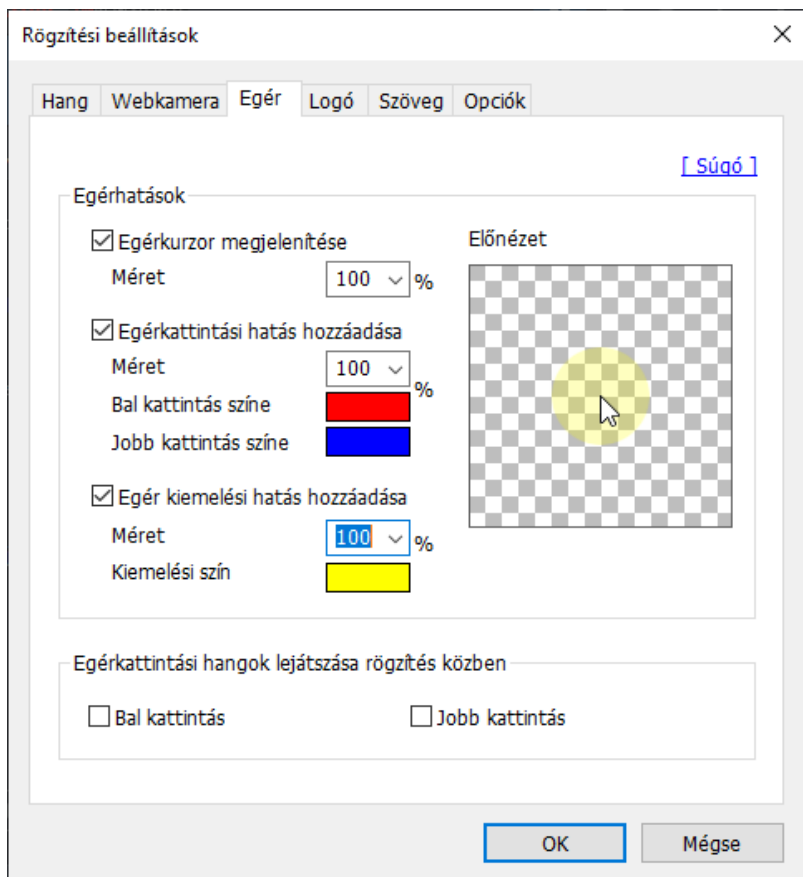 Rögzítési beállítások
Hang Webkamera Egér Logó Szöveg Opciók
[ Súgó ]
Egérhatások
Egérkurzor megjelenítése
Előnézet
Méret 100 %
Egérkattintási hatás hozzáadása
Méret 100 %
Bal kattintás színe
Jobb kattintás színe
Egér kiemelési hatás hozzáadása
Méret 100 %
Kiemelési szín
Egérkattintási hangok lejátszása rögzítés közben
Bal kattintás Jobb kattintás
OK Mégse